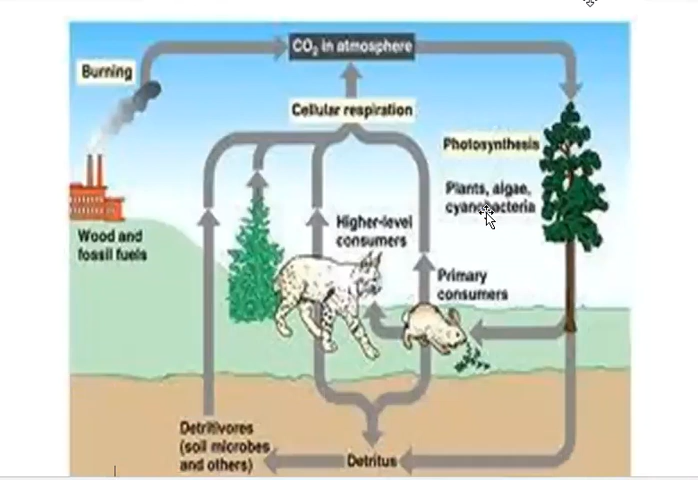 CO₂ in atmosphere
Burning
Cellular respiration
Photosynthesis
Plants, algae,
cyanobacteria
Higher-level
consumers
Wood and
fossil fuels
Primary
consumers
Detritivores
(soil microbes
and others)
Detritus